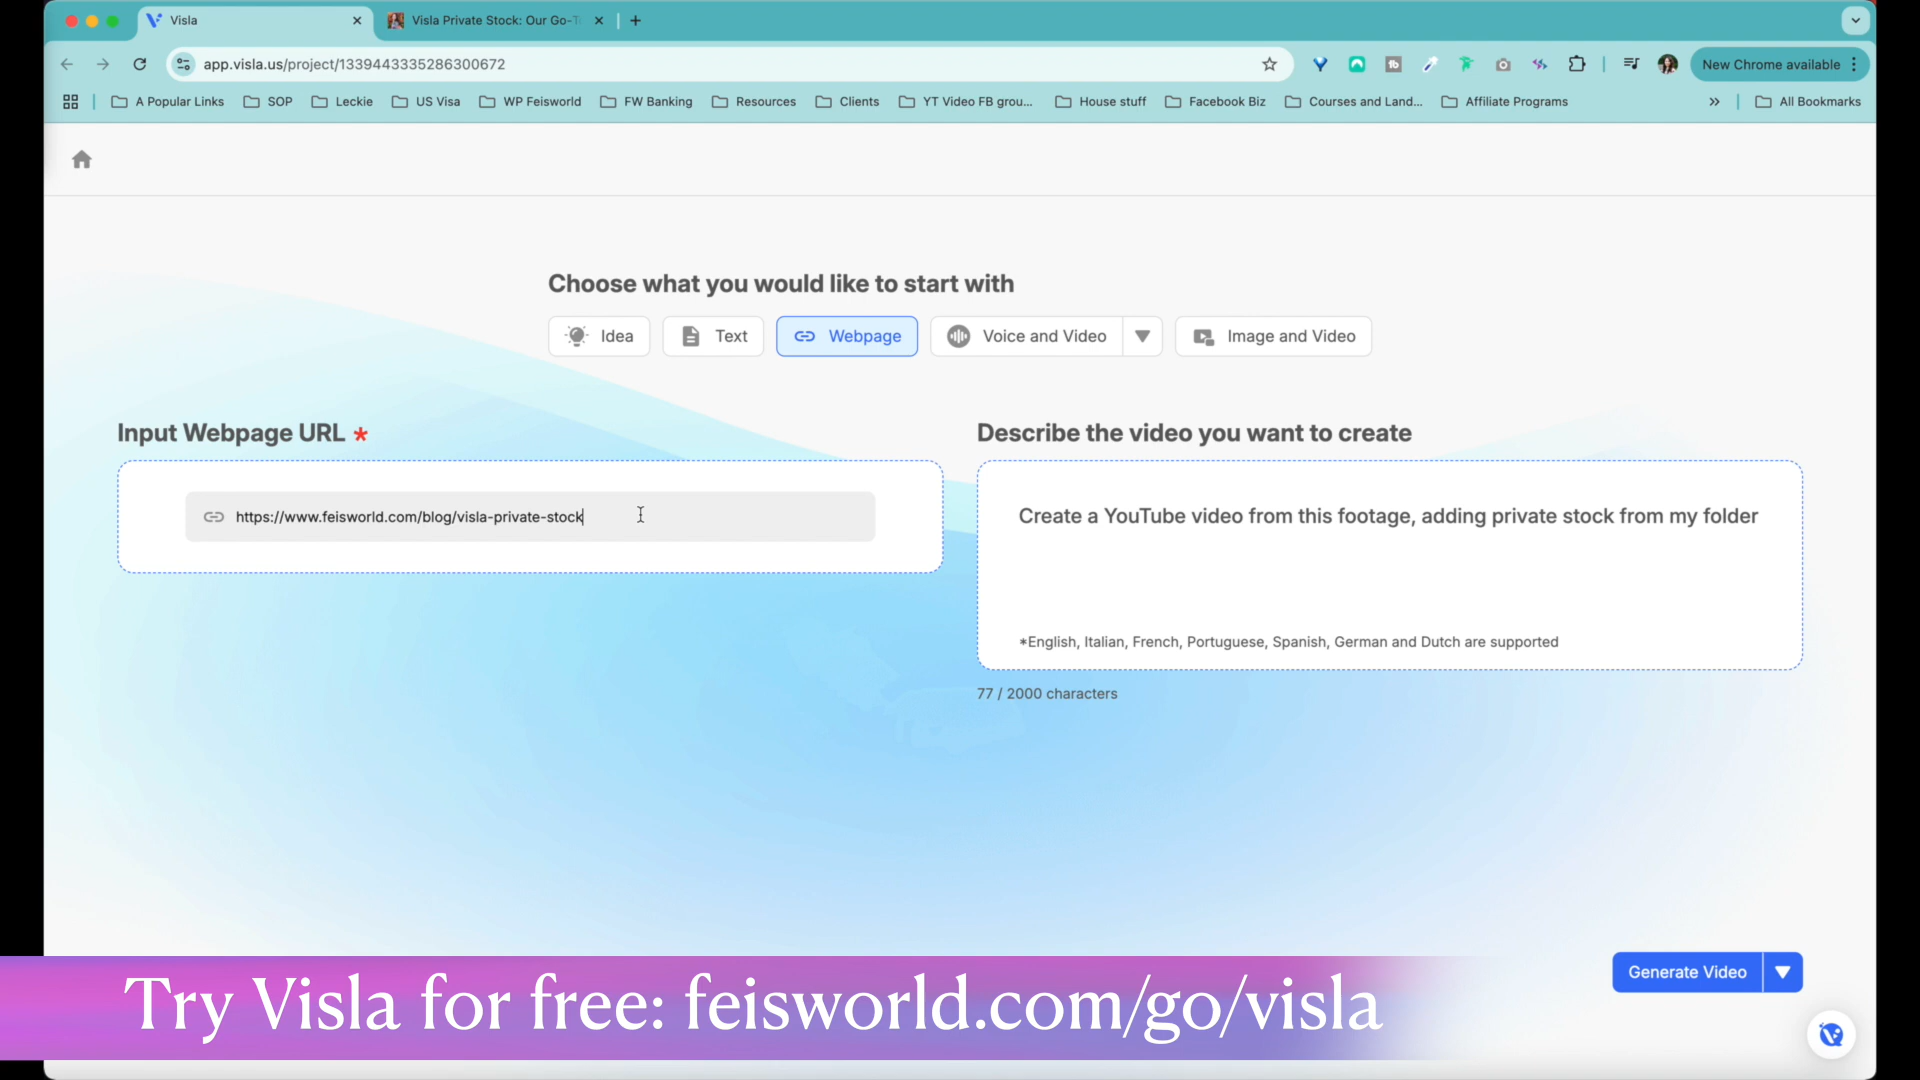 Visla
Visla Private Stock: Our Go-T
app.visla.us/project/1339443335286300672
New Chrome available
A Popular Links
SOP
Leckie
US Visa
WP Feisworld
FW Banking
Resources
Clients
YT Video FB grou...
House stuff
Facebook Biz
Courses and Land...
Affiliate Programs
»
All Bookmarks
Choose what you would like to start with
Idea
Text
Webpage
Voice and Video
Image and Video
Input Webpage URL *
https://www.feisworld.com/blog/visla-private-stock
Describe the video you want to create
Create a YouTube video from this footage, adding private stock from my folder
*English, Italian, French, Portuguese, Spanish, German and Dutch are supported
77 / 2000 characters
Generate Video
Try Visla for free: feisworld.com/go/visla